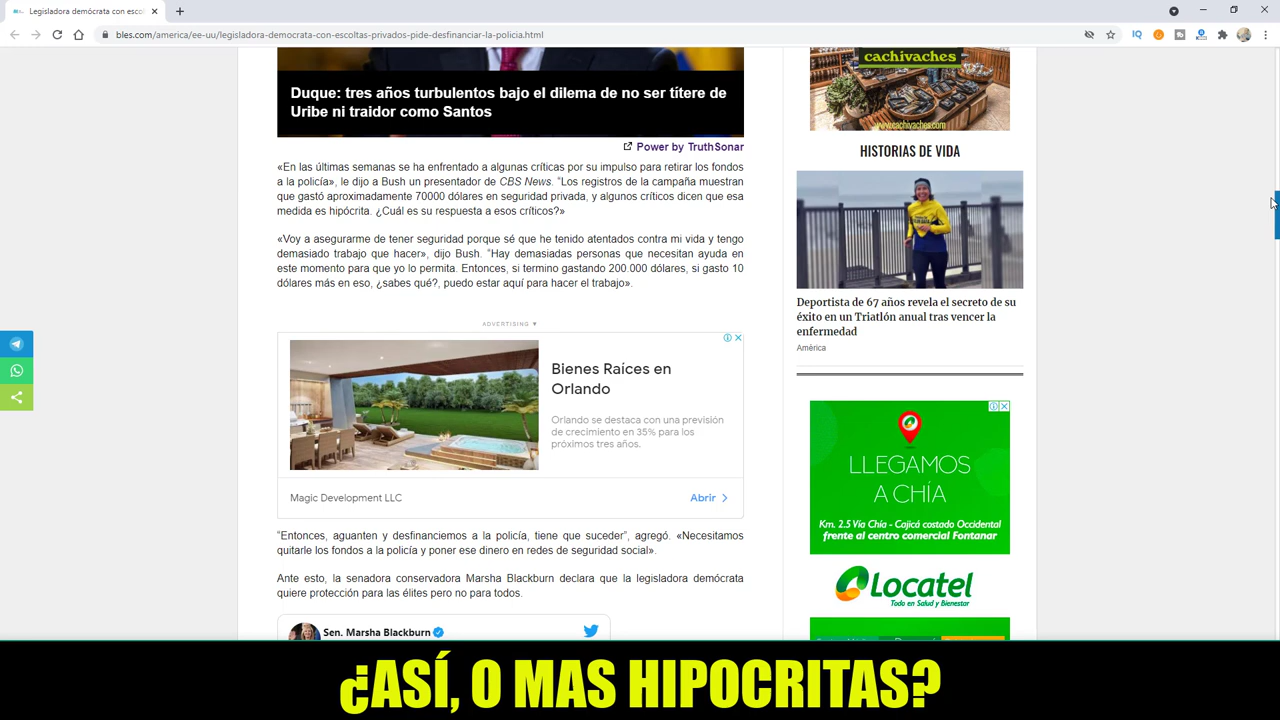 Legisladora demócrata con escol
bles.com/america/ee-uu/legisladora-democrata-con-escoltas-privados-pide-desfinanciar-la-policia.html
IQ
Duque: tres años turbulentos bajo el dilema de no ser títere de
Uribe ni traidor como Santos
Power by TruthSonar
«En las últimas semanas se ha enfrentado a algunas críticas por su impulso para retirar los fondos
a la policía», le dijo a Bush un presentador de CBS News. “Los registros de la campaña muestran
que gastó aproximadamente 70000 dólares en seguridad privada, y algunos críticos dicen que esa
medida es hipócrita. ¿Cuál es su respuesta a esos críticos?»
«Voy a asegurarme de tener seguridad porque sé que he tenido atentados contra mi vida y tengo
demasiado trabajo que hacer», dijo Bush. “Hay demasiadas personas que necesitan ayuda en
este momento para que yo lo permita. Entonces, si termino gastando 200.000 dólares, si gasto 10
dólares más en eso, ¿sabes qué?, puedo estar aquí para hacer el trabajo».
ADVERTISING ▼
Bienes Raíces en
Orlando
Orlando se destaca con una previsión
de crecimiento en 35% para los
próximos tres años.
Magic Development LLC
Abrir
“Entonces, aguanten y desfinanciemos a la policía, tiene que suceder”, agregó. «Necesitamos
quitarle los fondos a la policía y poner ese dinero en redes de seguridad social».
Ante esto, la senadora conservadora Marsha Blackburn declara que la legisladora demócrata
quiere protección para las élites pero no para todos.
Sen. Marsha Blackburn
cachivaches
www.cachivaches.com
HISTORIAS DE VIDA
Deportista de 67 años revela el secreto de su
éxito en un Triatlón anual tras vencer la
enfermedad
América
LLEGAMOS
A CHÍA
Km. 2.5 Vía Chía - Cajicá costado Occidental
frente al centro comercial Fontanar
Locatel
Todo en Salud y Bienestar
¿ASÍ, O MAS HIPOCRITAS?